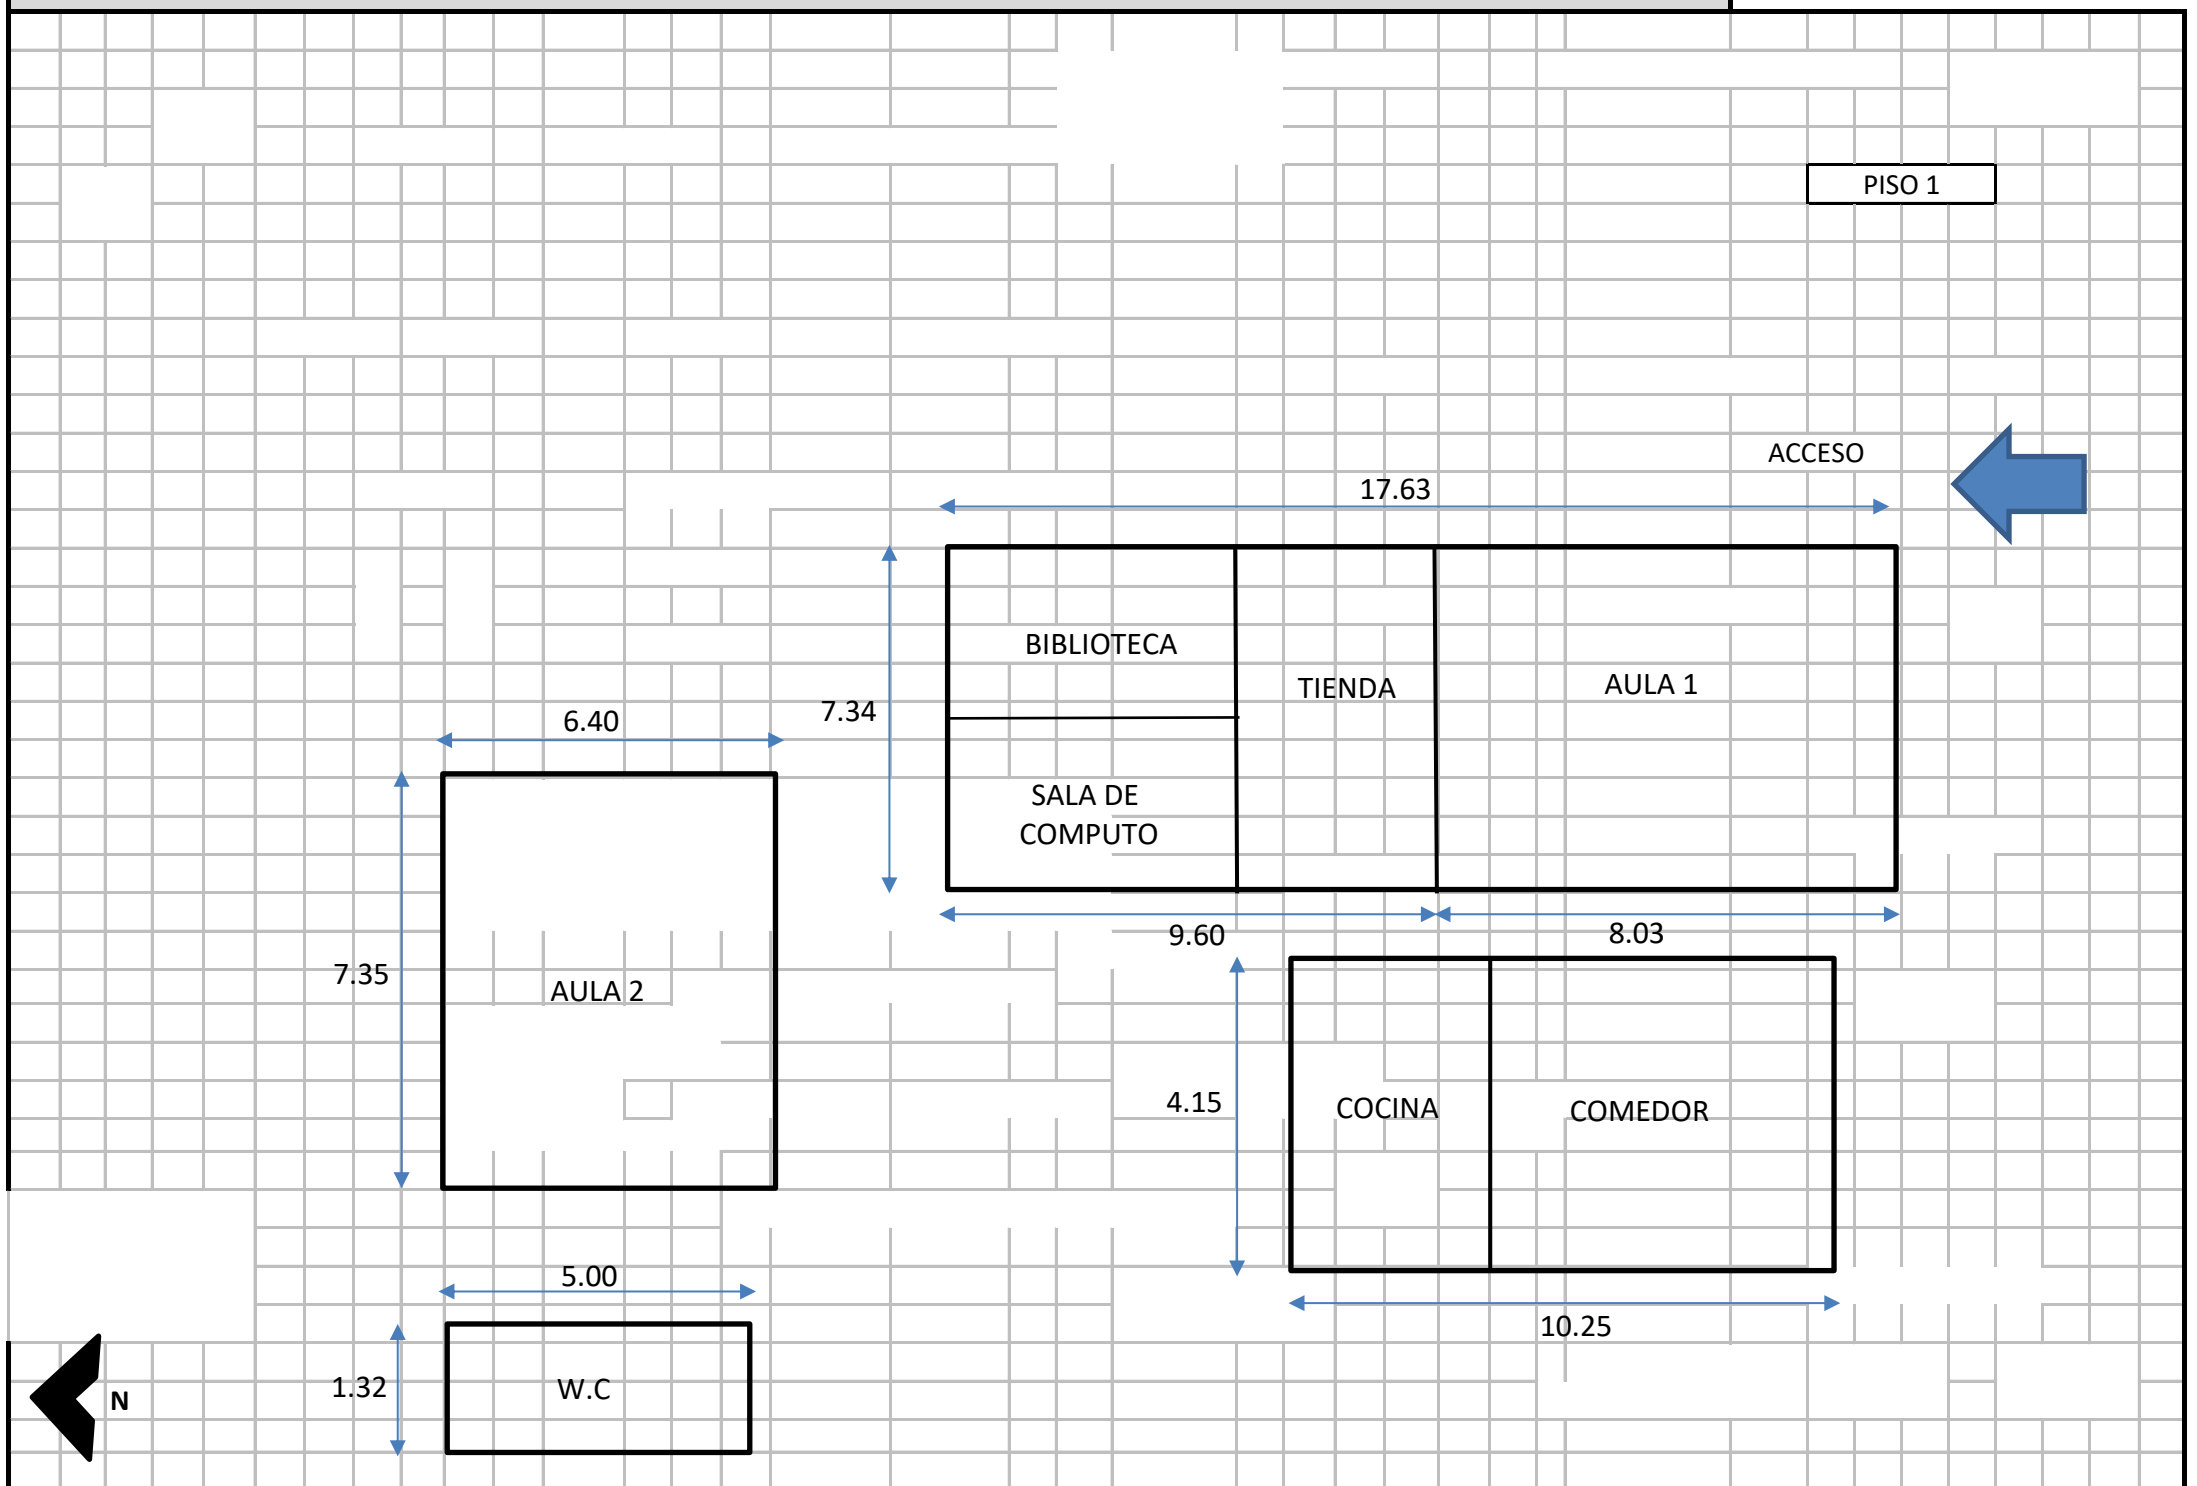 PISO 1
ACCESO
17.63
BIBLIOTECA
TIENDA
AULA 1
7.34
6.40
SALA DE
COMPUTO
9.60
8.03
7.35
AULA 2
4.15
COCINA
COMEDOR
5.00
10.25
1.32
W.C
N